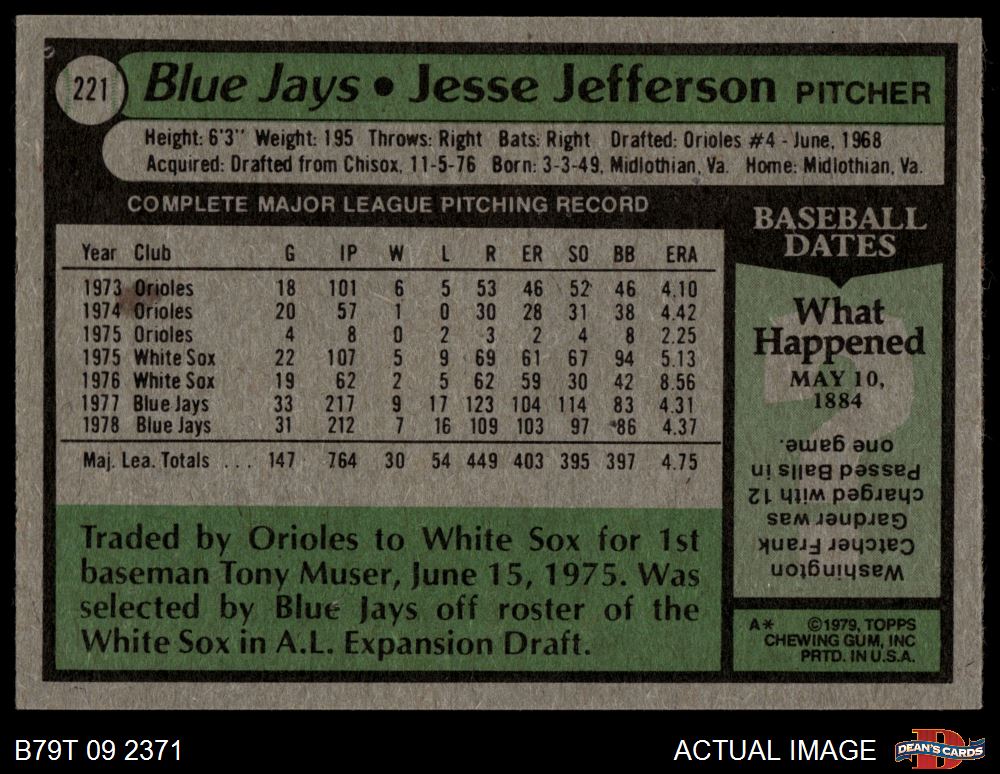 221
Blue Jays • Jesse Jefferson PITCHER
Height: 6'3" Weight: 195 Throws: Right Bats: Right Drafted: Orioles #4 - June, 1968
Acquired: Drafted from Chisox, 11-5-76 Born: 3-3-49, Midlothian, Va. Home: Midlothian, Va.
COMPLETE MAJOR LEAGUE PITCHING RECORD
Year Club G IP W L R ER SO BB ERA
1973 Orioles 18 101 6 5 53 46 52 46 4.10
1974 Orioles 20 57 1 0 30 28 31 38 4.42
1975 Orioles 4 8 0 2 3 2 4 8 2.25
1975 White Sox 22 107 5 9 69 61 67 94 5.13
1976 White Sox 19 62 2 5 62 59 30 42 8.56
1977 Blue Jays 33 217 9 17 123 104 114 83 4.31
1978 Blue Jays 31 212 7 16 109 103 97 *86 4.37
Maj. Lea. Totals ... 147 764 30 54 449 403 395 397 4.75
Traded by Orioles to White Sox for 1st
baseman Tony Muser, June 15, 1975. Was
selected by Blue Jays off roster of the
White Sox in A.L. Expansion Draft.
BASEBALL
DATES
What
Happened
MAY 10,
1884
Washington
Catcher Frank
Gardner was
charged with 12
Passed Balls in
one game.
A* ©1979, TOPPS
CHEWING GUM, INC
PRTD. IN U.S.A.
B79T 09 2371
ACTUAL IMAGE
DEAN'S CARDS